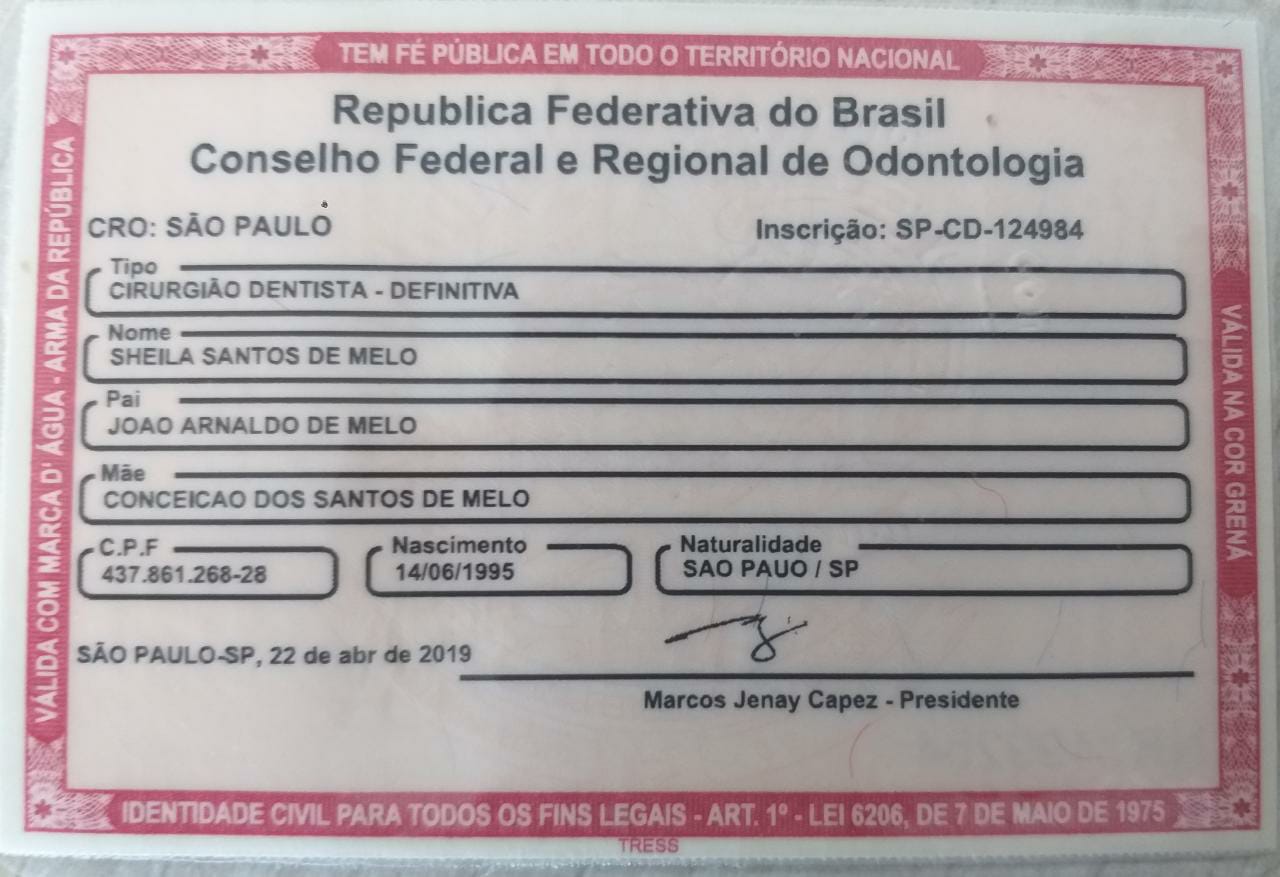 TEM FÉ PÚBLICA EM TODO O TERRITÓRIO NACIONAL
Republica Federativa do Brasil
Conselho Federal e Regional de Odontologia
CRO: SÃO PAULO Inscrição: SP-CD-124984
Tipo
CIRURGIÃO DENTISTA - DEFINITIVA
Nome
SHEILA SANTOS DE MELO
Pai
JOAO ARNALDO DE MELO
Mãe
CONCEICAO DOS SANTOS DE MELO
C.P.F Nascimento Naturalidade
437.861.268-28 14/06/1995 SAO PAUO / SP
SÃO PAULO-SP, 22 de abr de 2019
Marcos Jenay Capez - Presidente
VÁLIDA COM MARCA D' ÁGUA - ARMA DA REPÚBLICA
VÁLIDA NA COR GRENÁ
IDENTIDADE CIVIL PARA TODOS OS FINS LEGAIS - ART. 1º - LEI 6206, DE 7 DE MAIO DE 1975
TRESS